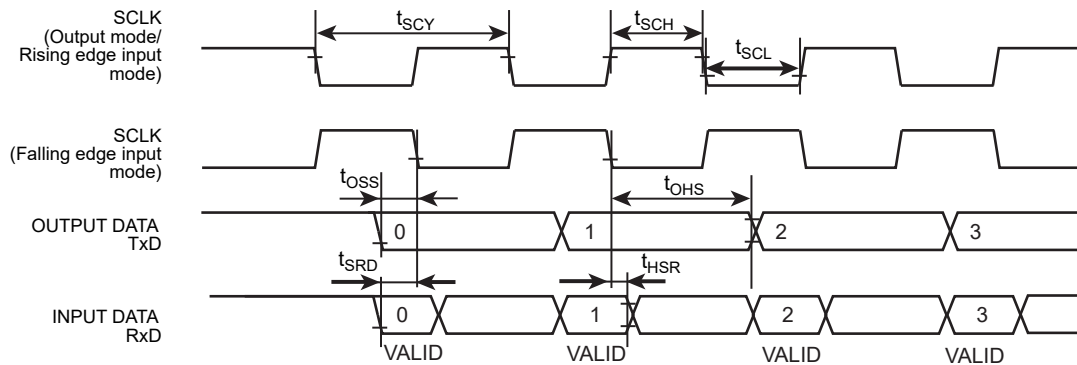 SCLK
(Output mode/
Rising edge input
mode)
tSCY
tSCH
tSCL
SCLK
(Falling edge input
mode)
tOSS
tOHS
OUTPUT DATA
TxD
0
1
2
3
tSRD
tHSR
INPUT DATA
RxD
0
1
2
3
VALID
VALID
VALID
VALID